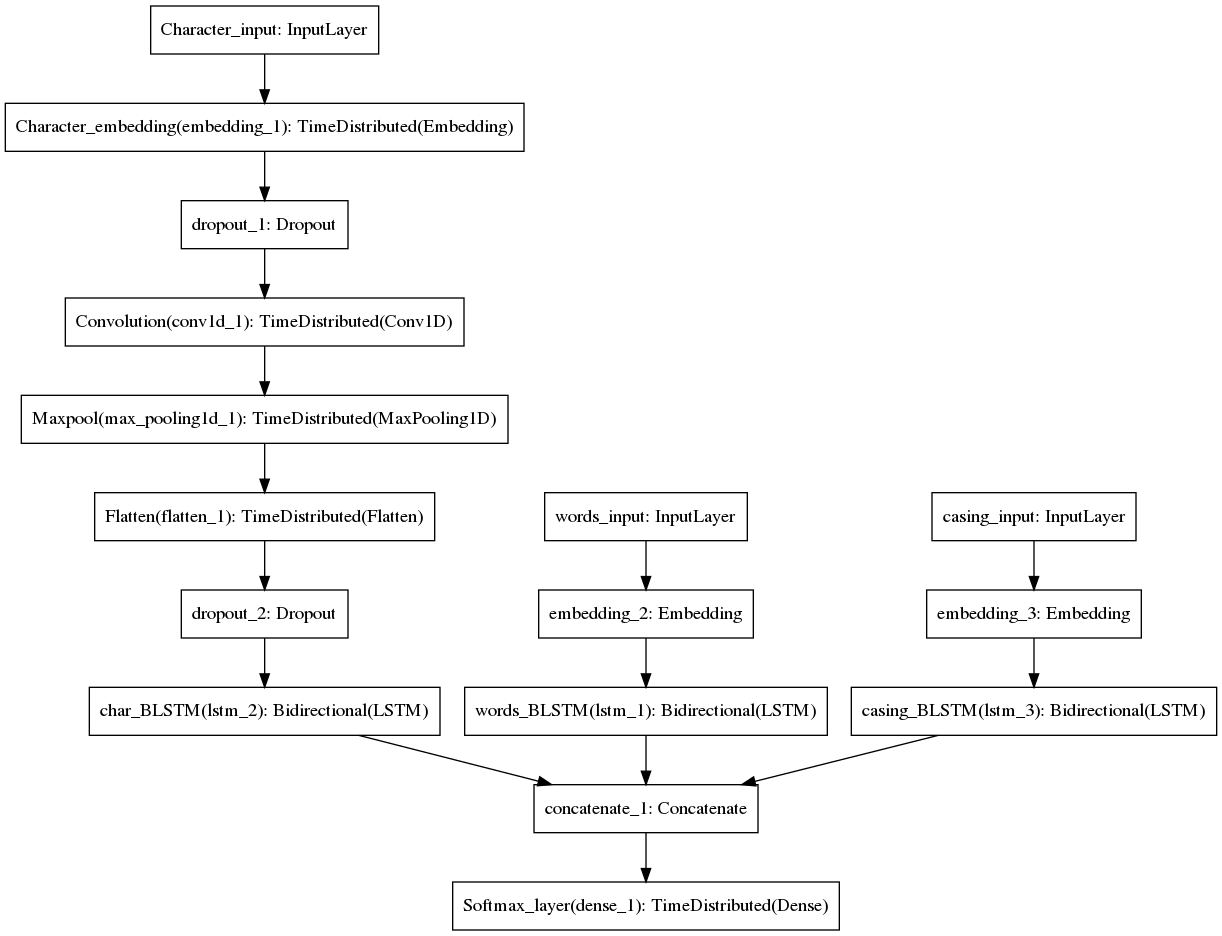 Character_input: InputLayer
Character_embedding(embedding_1): TimeDistributed(Embedding)
dropout_1: Dropout
Convolution(conv1d_1): TimeDistributed(Conv1D)
Maxpool(max_pooling1d_1): TimeDistributed(MaxPooling1D)
Flatten(flatten_1): TimeDistributed(Flatten)
words_input: InputLayer
casing_input: InputLayer
dropout_2: Dropout
embedding_2: Embedding
embedding_3: Embedding
char_BLSTM(lstm_2): Bidirectional(LSTM)
words_BLSTM(lstm_1): Bidirectional(LSTM)
casing_BLSTM(lstm_3): Bidirectional(LSTM)
concatenate_1: Concatenate
Softmax_layer(dense_1): TimeDistributed(Dense)